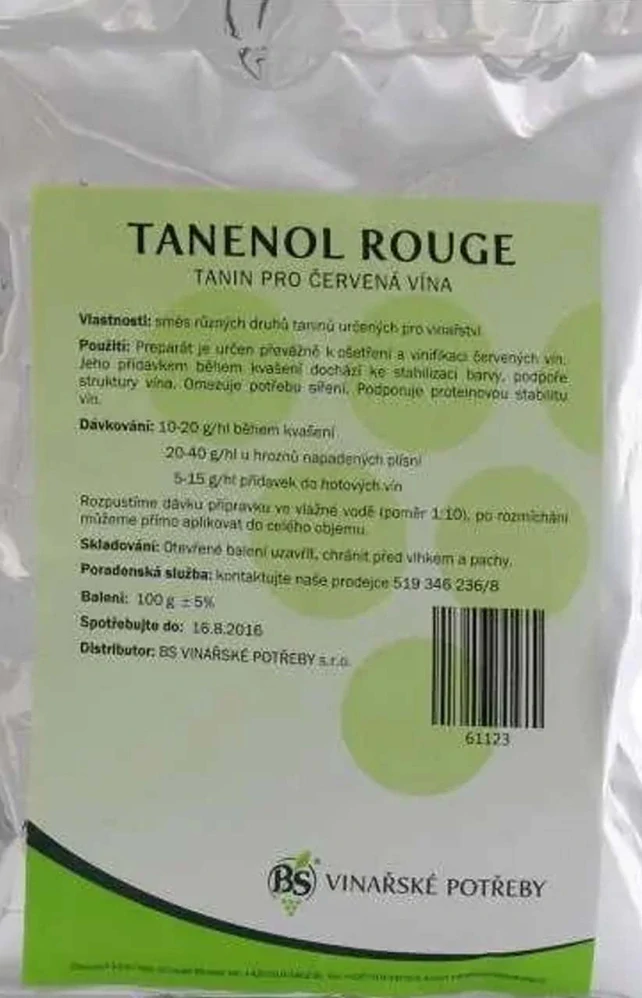 TANENOL ROUGE
TANIN PRO ČERVENÁ VÍNA
Vlastnosti: směs různých druhů taninů určených pro vinařství
Použití: Preparát je určen převážně k ošetření a vinifikaci červených vín.
Jeho přídavkem během kvašení dochází ke stabilizaci barvy, podpoře
struktury vína. Omezuje potřebu síření. Podporuje proteinovou stabilitu
vín.
Dávkování: 10-20 g/hl během kvašení
20-40 g/hl u hroznů napadených plísní
5-15 g/hl přídavek do hotových vín
Rozpustíme dávku přípravku ve vlažné vodě (poměr 1:10), po rozmíchání
můžeme přímo aplikovat do celého objemu.
Skladování: Otevřené balení uzavřít, chránit před vlhkem a pachy.
Poradenská služba: kontaktujte naše prodejce 519 346 236/8
Balení: 100 g ± 5%
Spotřebujte do: 16.8.2016
Distributor: BS VINAŘSKÉ POTŘEBY s.r.o.
61123
BS VINAŘSKÉ POTŘEBY